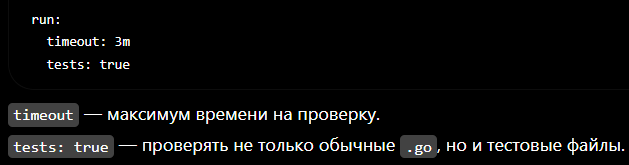 run:
  timeout: 3m
  tests: true
timeout — максимум времени на проверку.
tests: true — проверять не только обычные .go, но и тестовые файлы.